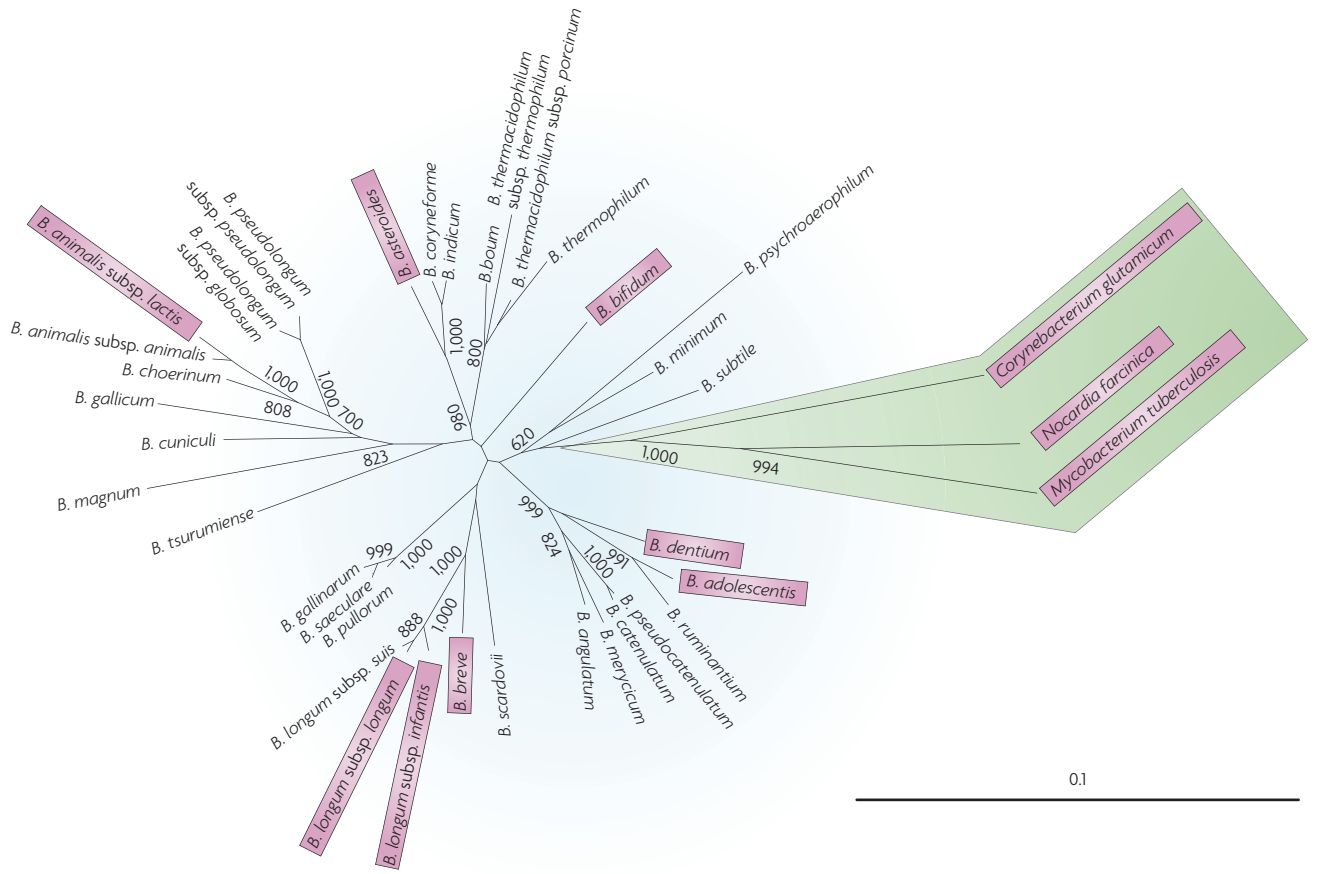 B. thermacidophilum
subsp. thermophilum
B. thermacidophilum subsp. porcinum
B. boum
B. thermophilum
B. coryneforme
B. indicum
B. asteroides
B. pseudolongum
subsp. pseudolongum
B. pseudolongum
subsp. globosum
B. animalis subsp. lactis
B. animalis subsp. animalis
B. choerinum
B. gallicum
B. cuniculi
B. magnum
B. tsurumiense
B. bifidum
B. psychroaerophilum
B. minimum
B. subtile
Corynebacterium glutamicum
Nocardia farcinica
Mycobacterium tuberculosis
1,000
800
980
1,000
808
1,000
700
823
620
1,000
994
999
824
1,000
991
B. dentium
B. adolescentis
B. ruminantium
B. pseudocatenulatum
B. catenulatum
B. merycicum
B. angulatum
B. scardovii
B. breve
B. longum subsp. infantis
B. longum subsp. longum
B. longum subsp. suis
B. pullorum
B. saeculare
B. gallinarum
999
1,000
1,000
888
1,000
0.1